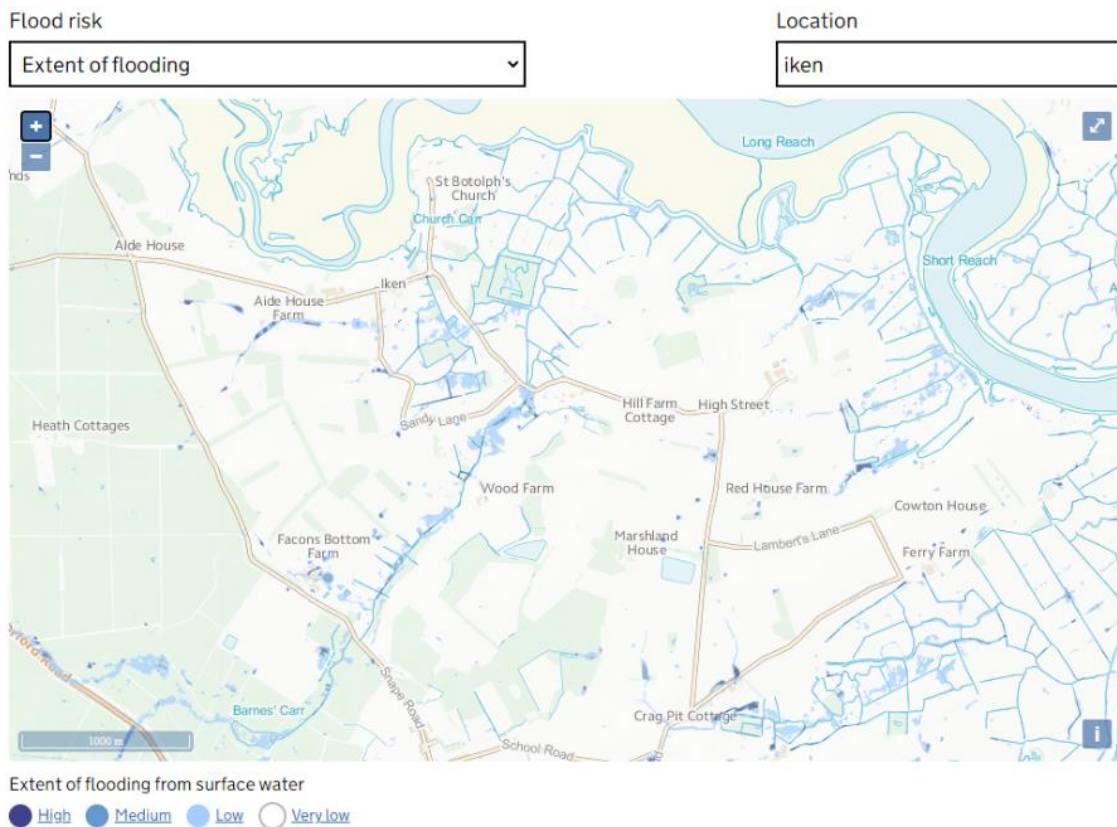 Flood risk
Location
Extent of flooding
iken
+
−
Long Reach
nds
St Botolph's
Church
Church Carr
Alde House
Short Reach
Iken
A
Aide House
Farm
Hill Farm
Cottage
High Street
Sandy Lane
Heath Cottages
Wood Farm
Red House Farm
Cowton House
Facons Bottom
Farm
Marshland
House
Lambert's Lane
Ferry Farm
Orford Road
Snape Road
Barnes' Carr
Crag Pit Cottage
i
1000 m
School Road
Extent of flooding from surface water
High Medium Low Very low